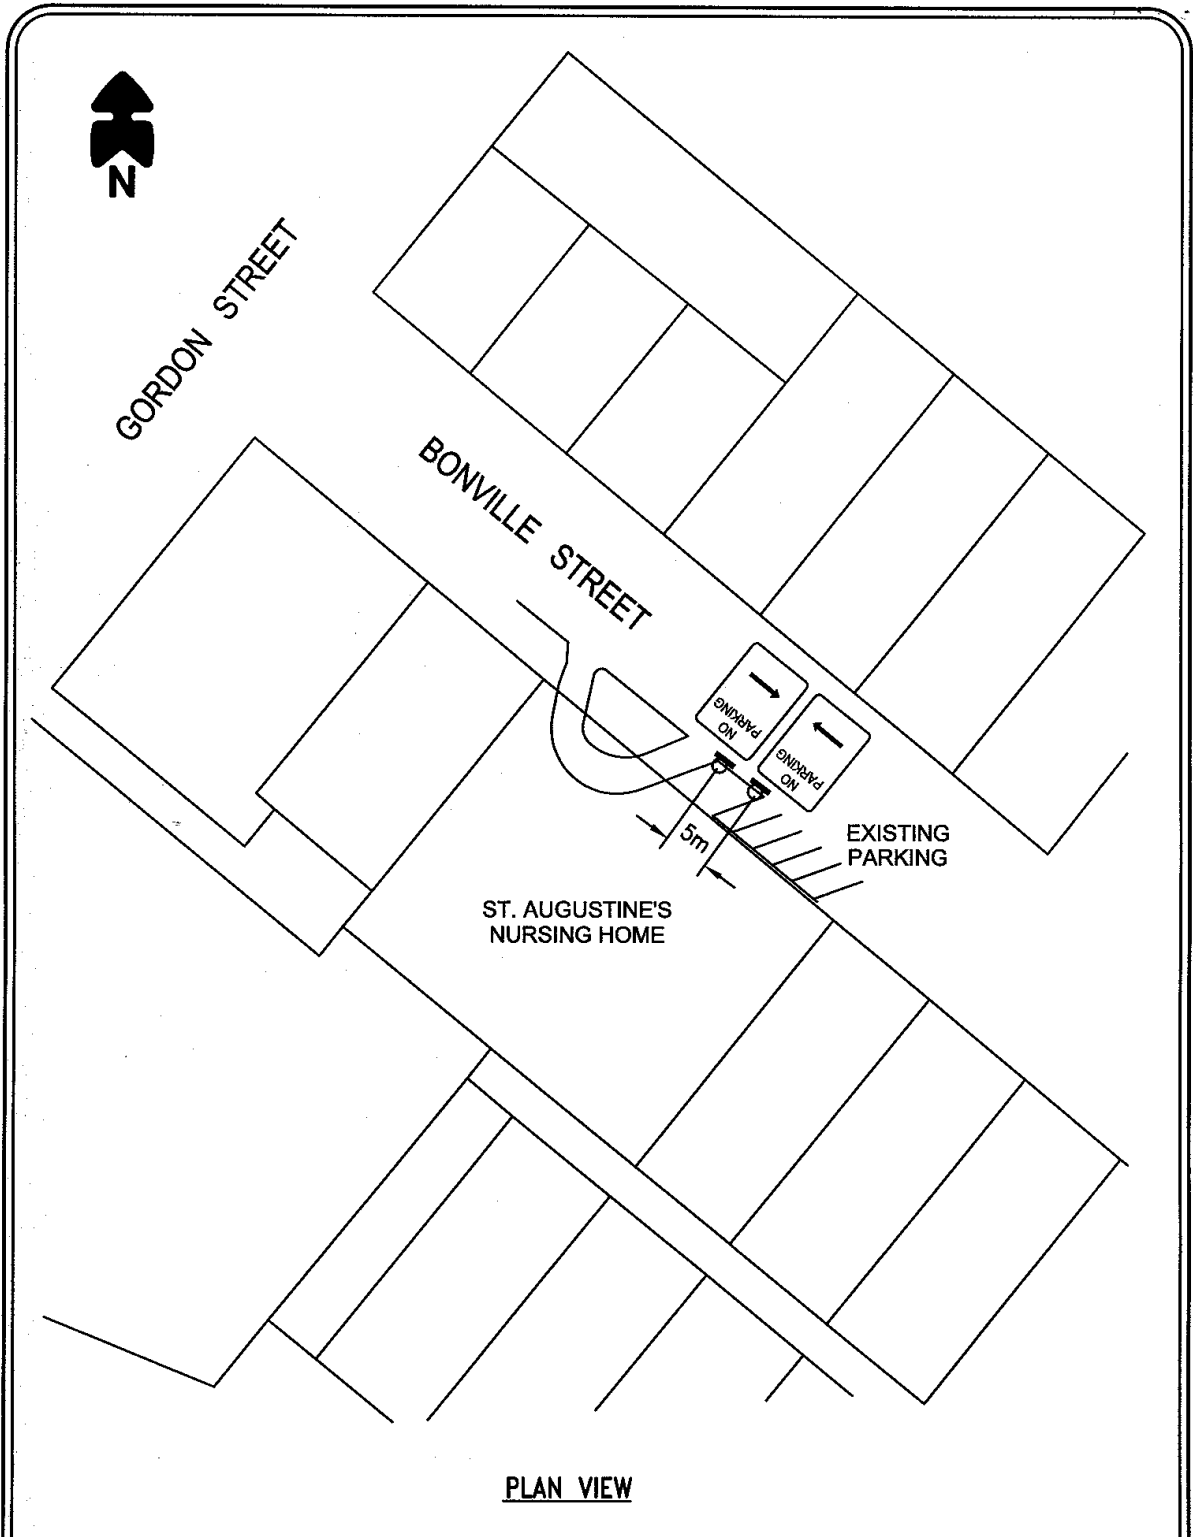 N
GORDON STREET
BONVILLE STREET
NO
PARKING
NO
PARKING
5m
EXISTING
PARKING
ST. AUGUSTINE'S
NURSING HOME
PLAN VIEW